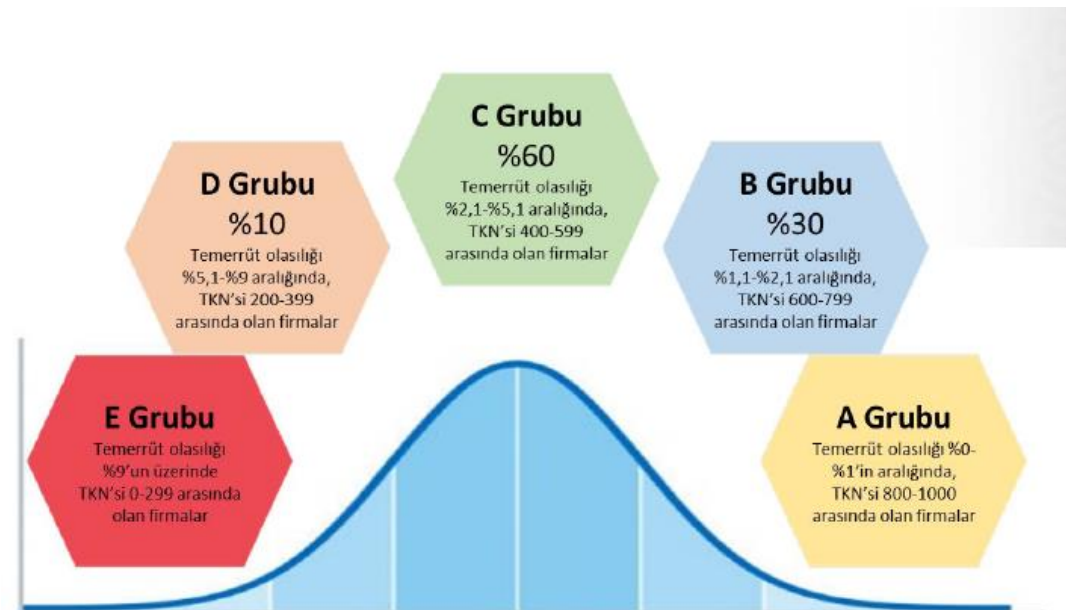 C Grubu
%60
Temerrüt olasılığı
%2,1-%5,1 aralığında,
TKN'si 400-599
arasında olan firmalar
D Grubu
%10
Temerrüt olasılığı
%5,1-%9 aralığında,
TKN'si 200-399
arasında olan firmalar
B Grubu
%30
Temerrüt olasılığı
%1,1-%2,1 aralığında,
TKN'si 600-799
arasında olan firmalar
E Grubu
Temerrüt olasılığı
%9'un üzerinde
TKN'si 0-299 arasında
olan firmalar
A Grubu
Temerrüt olasılığı %0-
%1'in aralığında,
TKN'si 800-1000
arasında olan firmalar